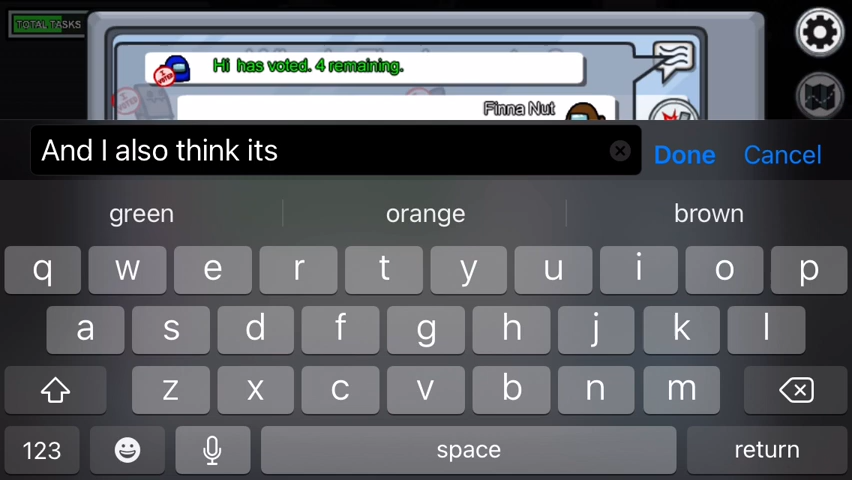 TOTAL TASKS
Hi has voted. 4 remaining.
Finna Nut
And I also think its
Done
Cancel
green
orange
brown
q w e r t y u i o p
a s d f g h j k l
z x c v b n m
123
space
return